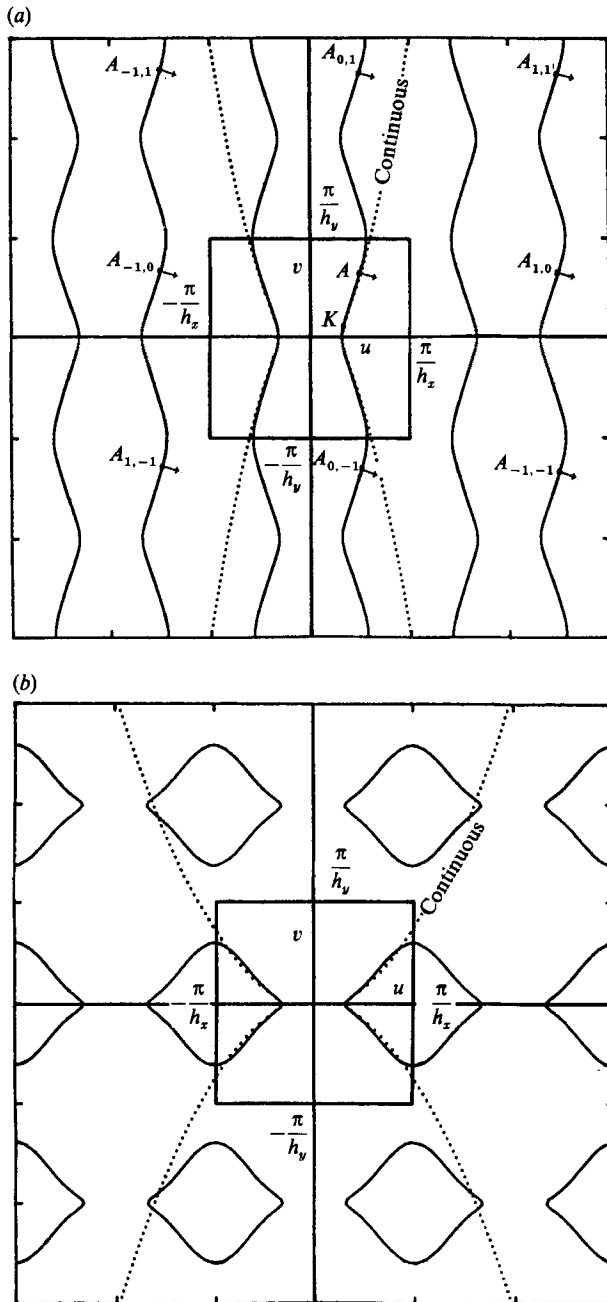 (a)
A_{-1,1} A_{0,1} A_{1,1}
Continuous
π/h_y
A_{-1,0} v A A_{1,0}
-π/h_x K u π/h_x
A_{1,-1} -π/h_y A_{0,-1} A_{-1,-1}
(b)
π/h_y Continuous
v
-π/h_x u π/h_x
-π/h_y